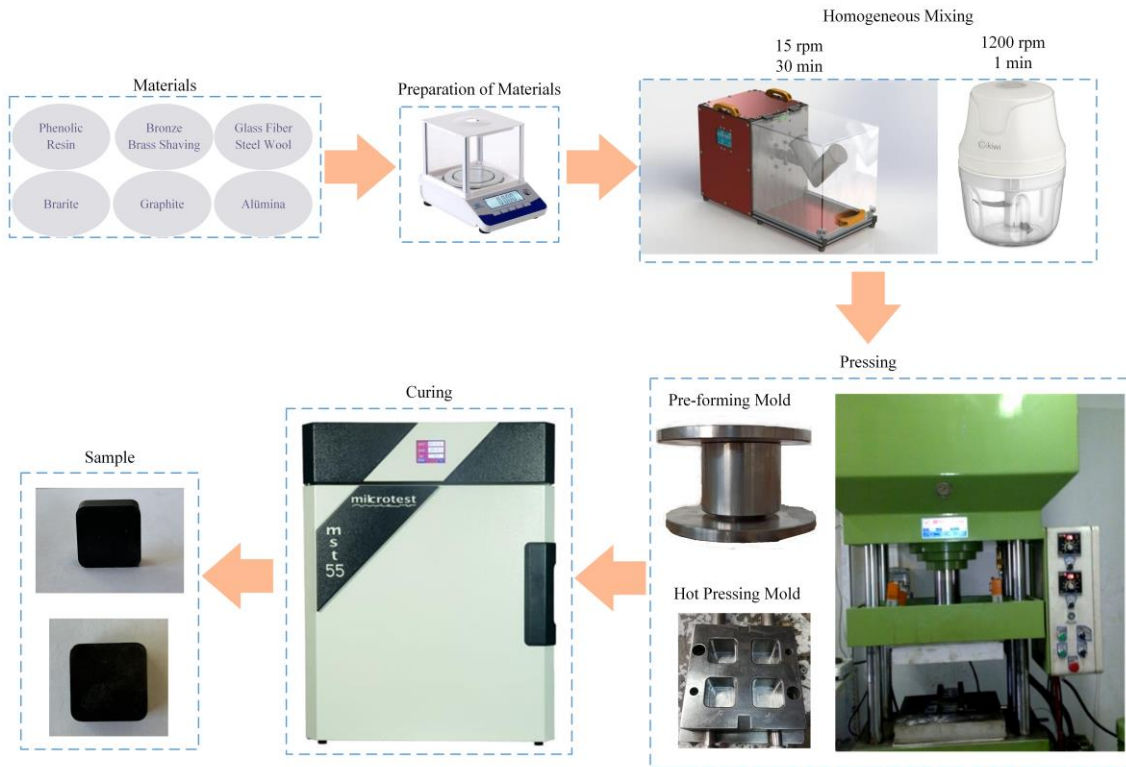 Materials
Phenolic
Resin
Bronze
Brass Shaving
Glass Fiber
Steel Wool
Brarite
Graphite
Alümina
Preparation of Materials
Homogeneous Mixing
15 rpm
30 min
1200 rpm
1 min
Ckiwi
Pressing
Pre-forming Mold
Hot Pressing Mold
Curing
mikrotest
m
s
t
55
Sample